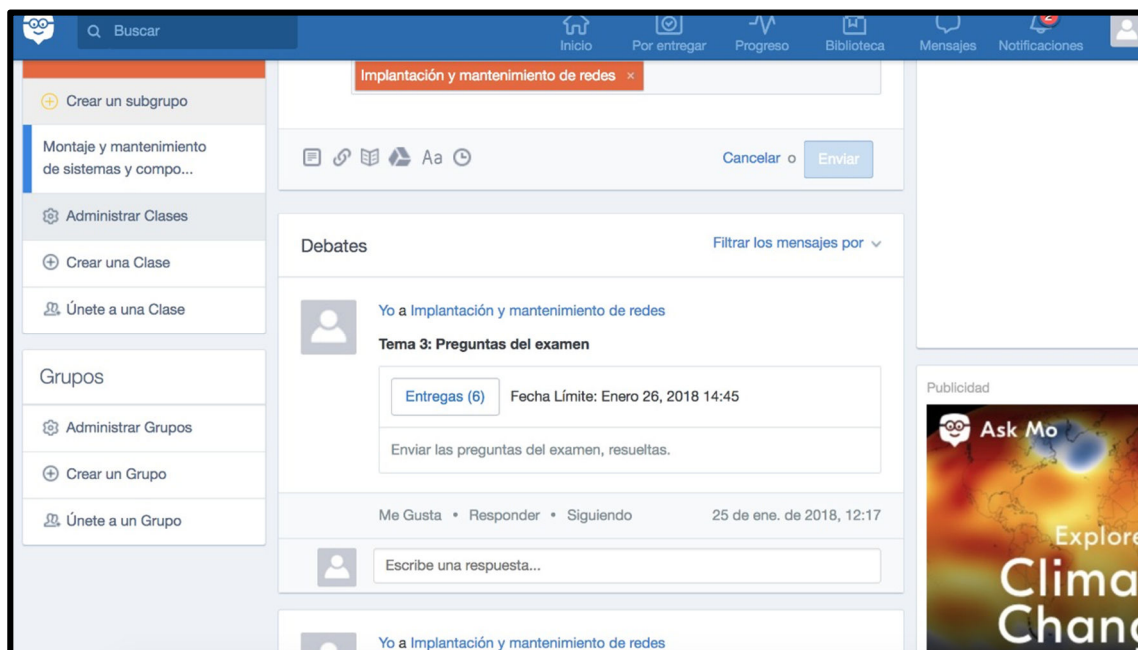 Buscar
Inicio
Por entregar
Progreso
Biblioteca
Mensajes
2
Notificaciones
Crear un subgrupo
Montaje y mantenimiento
de sistemas y compo...
Administrar Clases
Crear una Clase
Únete a una Clase
Grupos
Administrar Grupos
Crear un Grupo
Únete a un Grupo
Implantación y mantenimiento de redes ×
Aa
Cancelar o Enviar
Debates
Filtrar los mensajes por
Yo a Implantación y mantenimiento de redes
Tema 3: Preguntas del examen
Entregas (6) Fecha Límite: Enero 26, 2018 14:45
Enviar las preguntas del examen, resueltas.
Me Gusta • Responder • Siguiendo 25 de ene. de 2018, 12:17
Escribe una respuesta...
Yo a Implantación y mantenimiento de redes
Publicidad
Ask Mo
Explore
Clima
Chang